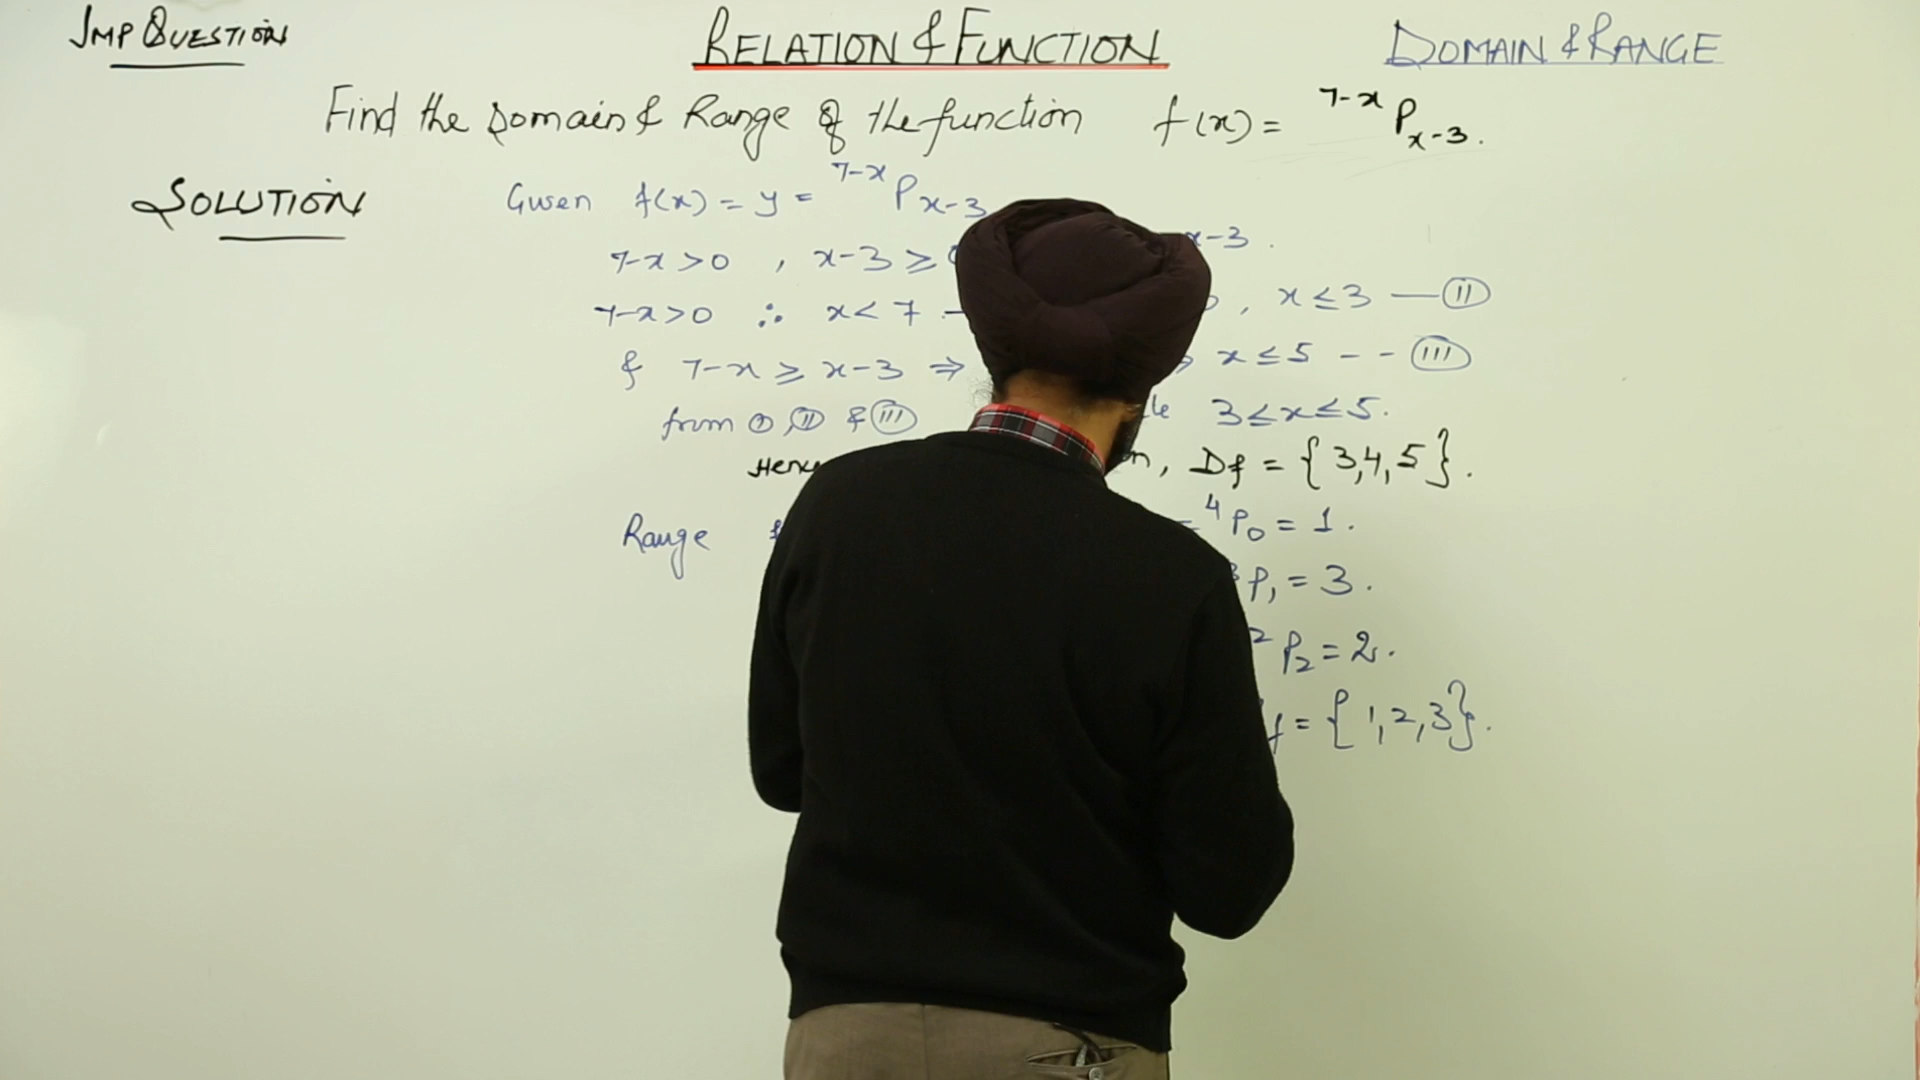 IMP QUESTION
RELATION & FUNCTION
DOMAIN & RANGE
Find the Domain & Range of the function f(x) = ⁷⁻ˣPₓ₋₃.
SOLUTION
Given f(x) = y = ⁷⁻ˣPₓ₋₃
7-x>0 , x-3 ≥ x-3 .
7-x>0 ∴ x< 7 - , x ≤ 3 — (II)
& 7-x ≥ x-3 ⇒ x ≤ 5 - - (III)
from (I), (II) & (III) 3≤x≤5.
Df = { 3,4,5 } .
Range = ⁴P₀ = 1 .
³P₁ = 3 .
²P₂ = 2 .
f = { 1,2,3 } .